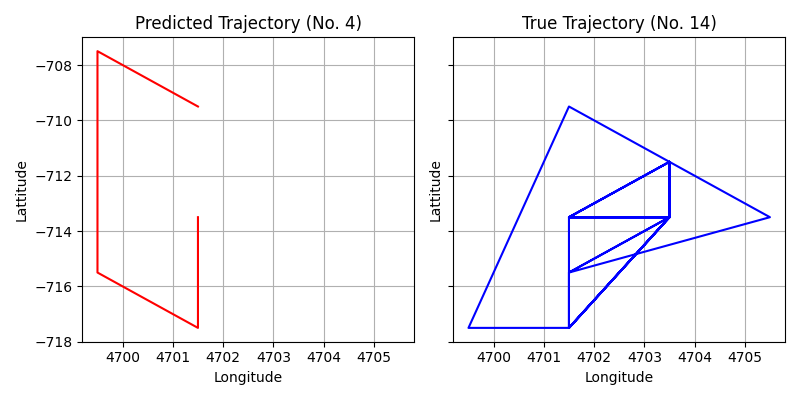 Predicted Trajectory (No. 4)
True Trajectory (No. 14)
−708
−710
−712
−714
−716
−718
Lattitude
Lattitude
4700 4701 4702 4703 4704 4705
4700 4701 4702 4703 4704 4705
Longitude
Longitude